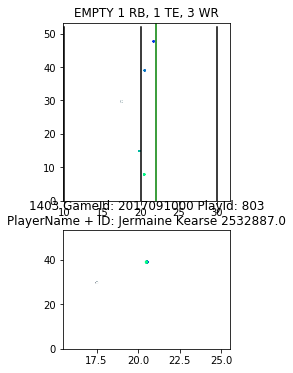 EMPTY 1 RB, 1 TE, 3 WR
50
40
30
20
10
0
10 15 20 25 30
1403 GameId: 2017091000 PlayId: 803
PlayerName + ID: Jermaine Kearse 2532887.0
40
20
0
17.5 20.0 22.5 25.0